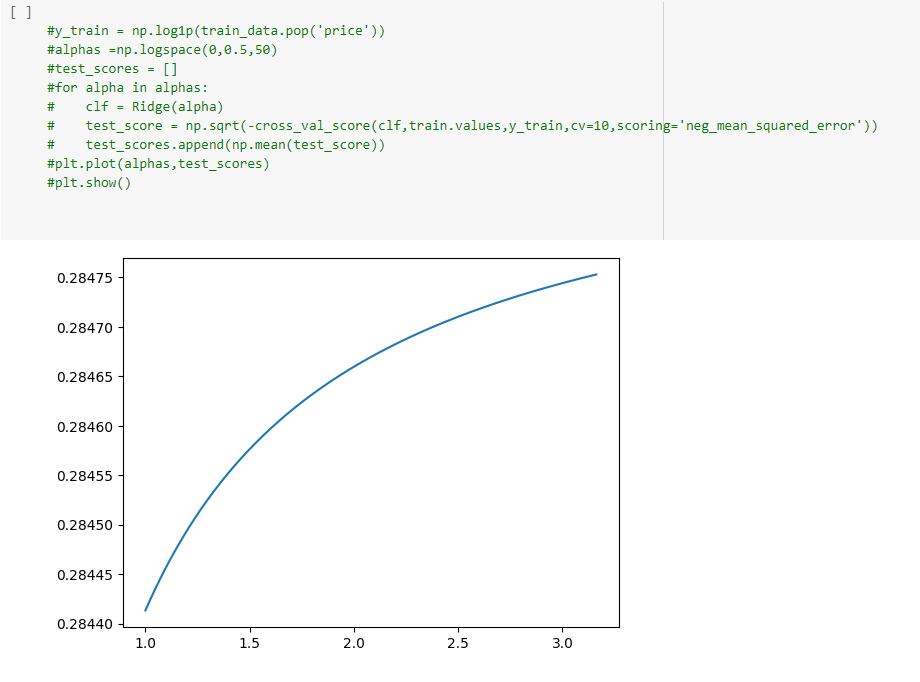 [ ]
#y_train = np.log1p(train_data.pop('price'))
#alphas =np.logspace(0,0.5,50)
#test_scores = []
#for alpha in alphas:
#    clf = Ridge(alpha)
#    test_score = np.sqrt(-cross_val_score(clf,train.values,y_train,cv=10,scoring='neg_mean_squared_error'))
#    test_scores.append(np.mean(test_score))
#plt.plot(alphas,test_scores)
#plt.show()
0.28475
0.28470
0.28465
0.28460
0.28455
0.28450
0.28445
0.28440
1.0 1.5 2.0 2.5 3.0